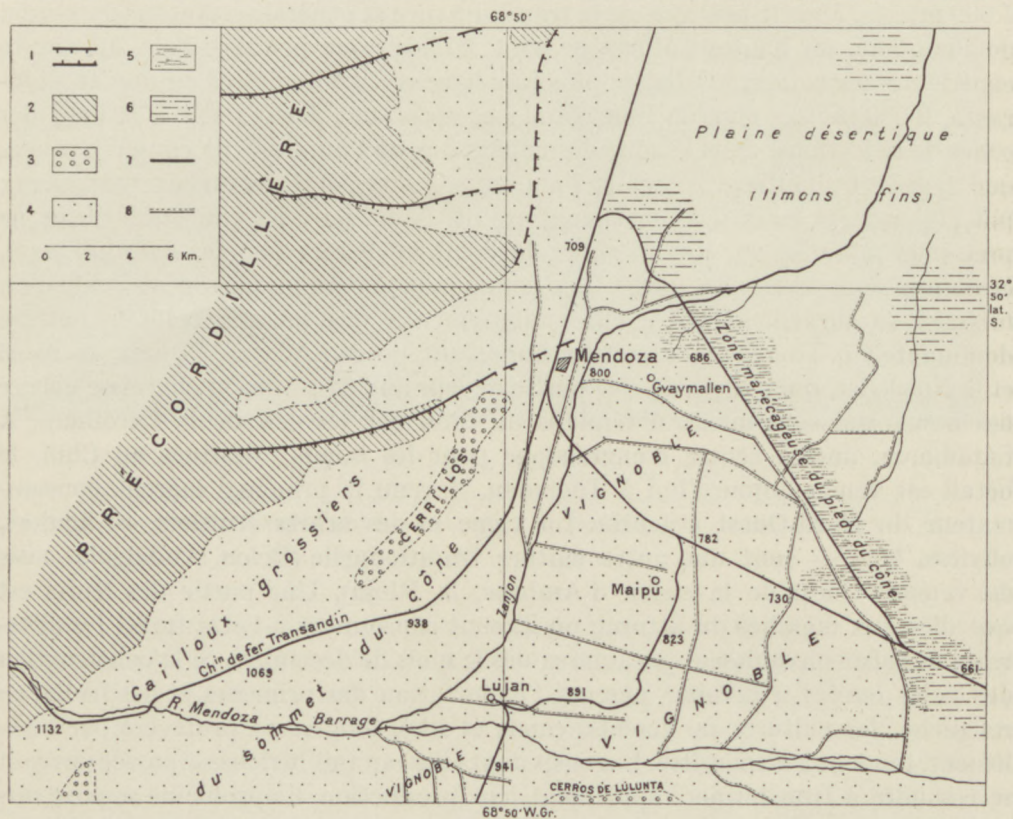 68°50'
1
5
2
6
3
7
4
8
0 2 4 6 Km.
PRÉCORDILLÈRE
Plaine désertique
(limons fins)
709
32°
50'
lat.
S.
Mendoza
800
686
Gvaymallen
Zone marécageuse du pied du cône
VIGNOBLE
CERRILLOS
Cailloux grossiers
du sommet du cône
Zanjon
782
Maipu
730
823
938
Chin de fer Transandin
1069
661
Lujan
891
R. Mendoza
Barrage
1132
VIGNOBLE
941
VIGNOBLE
CERROS DE LULUNTA
68°50'W.Gr.